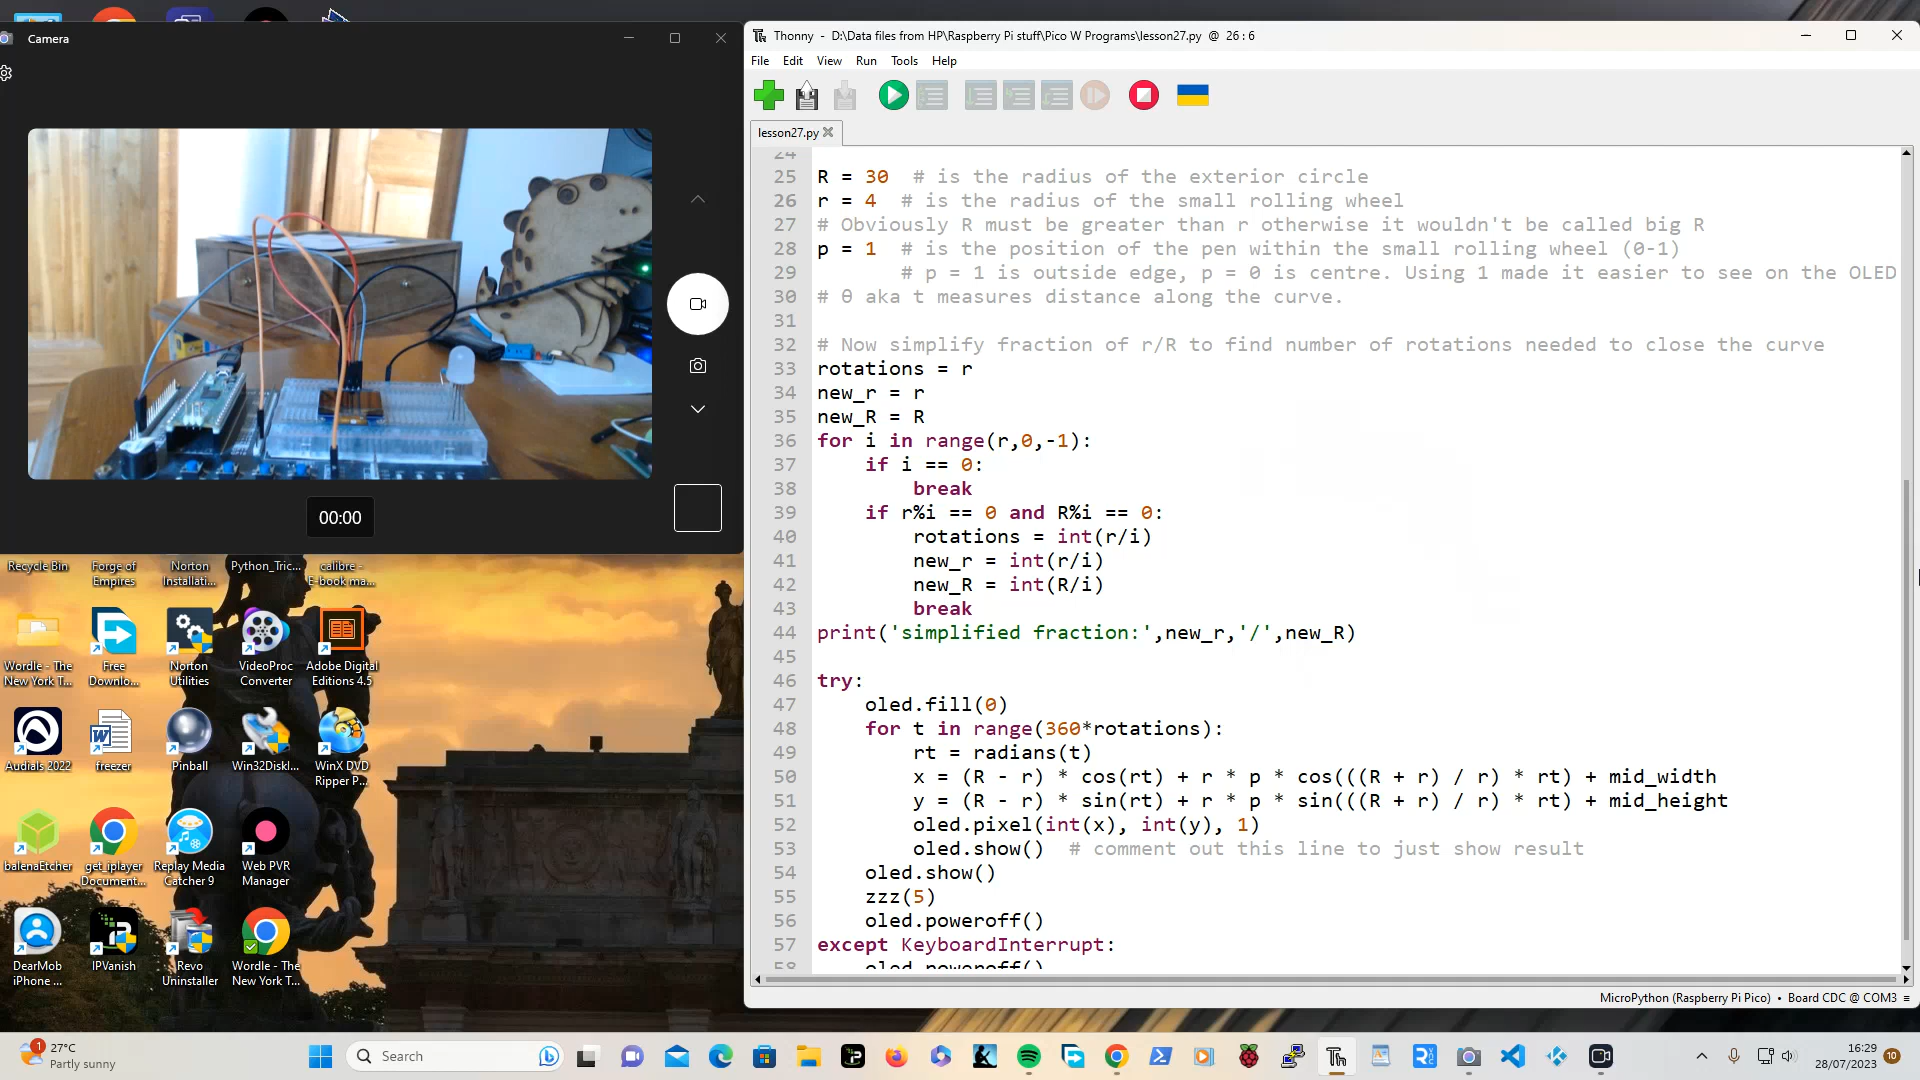 Camera
00:00
Recycle Bin
Forge of
Empires
Norton
Installati...
Python_Tric...
calibre -
E-book ma...
Wordle - The
New York T...
Free
Downlo...
Norton
Utilities
VideoProc
Converter
Adobe Digital
Editions 4.5
Audials 2022
freezer
Pinball
Win32DiskI...
WinX DVD
Ripper P...
balenaEtcher
get_iplayer
Document...
Replay Media
Catcher 9
Web PVR
Manager
DearMob
iPhone ...
IPVanish
Revo
Uninstaller
Wordle - The
New York T...
Thonny - D:\Data files from HP\Raspberry Pi stuff\Pico W Programs\lesson27.py @ 26 : 6
File Edit View Run Tools Help
lesson27.py
24
25 R = 30  # is the radius of the exterior circle
26 r = 4  # is the radius of the small rolling wheel
27 # Obviously R must be greater than r otherwise it wouldn't be called big R
28 p = 1  # is the position of the pen within the small rolling wheel (0-1)
29        # p = 1 is outside edge, p = 0 is centre. Using 1 made it easier to see on the OLED
30 # θ aka t measures distance along the curve.
31
32 # Now simplify fraction of r/R to find number of rotations needed to close the curve
33 rotations = r
34 new_r = r
35 new_R = R
36 for i in range(r,0,-1):
37     if i == 0:
38         break
39     if r%i == 0 and R%i == 0:
40         rotations = int(r/i)
41         new_r = int(r/i)
42         new_R = int(R/i)
43         break
44 print('simplified fraction:',new_r,'/',new_R)
45
46 try:
47     oled.fill(0)
48     for t in range(360*rotations):
49         rt = radians(t)
50         x = (R - r) * cos(rt) + r * p * cos(((R + r) / r) * rt) + mid_width
51         y = (R - r) * sin(rt) + r * p * sin(((R + r) / r) * rt) + mid_height
52         oled.pixel(int(x), int(y), 1)
53         oled.show()  # comment out this line to just show result
54     oled.show()
55     zzz(5)
56     oled.poweroff()
57 except KeyboardInterrupt:
58     oled.poweroff()
MicroPython (Raspberry Pi Pico) • Board CDC @ COM3 ≡
1
27°C
Partly sunny
Search
16:29
28/07/2023
10